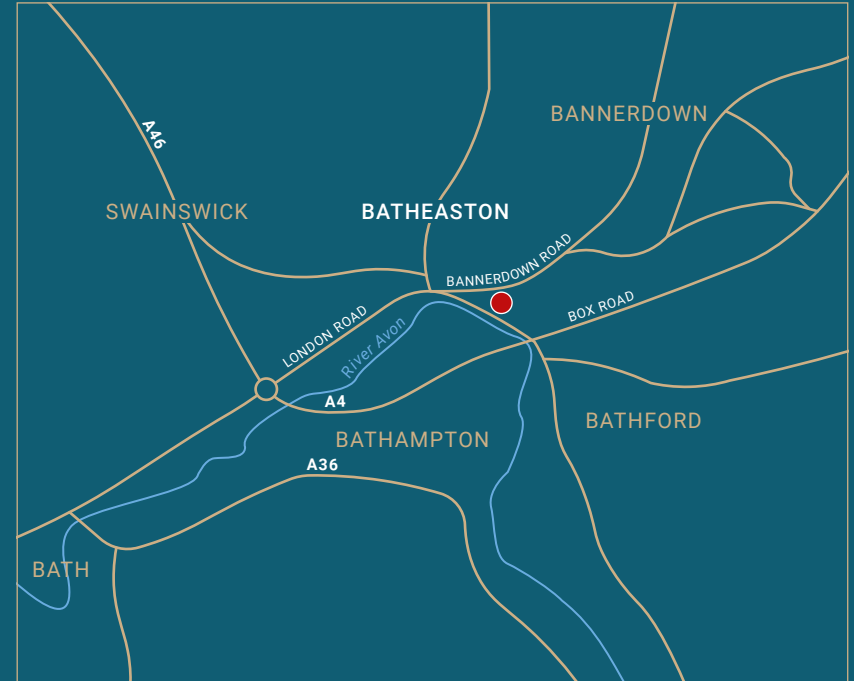 A46
BANNERDOWN
SWAINSWICK
BATHEASTON
BANNERDOWN ROAD
BOX ROAD
LONDON ROAD
River Avon
A4
BATHFORD
BATHAMPTON
A36
BATH